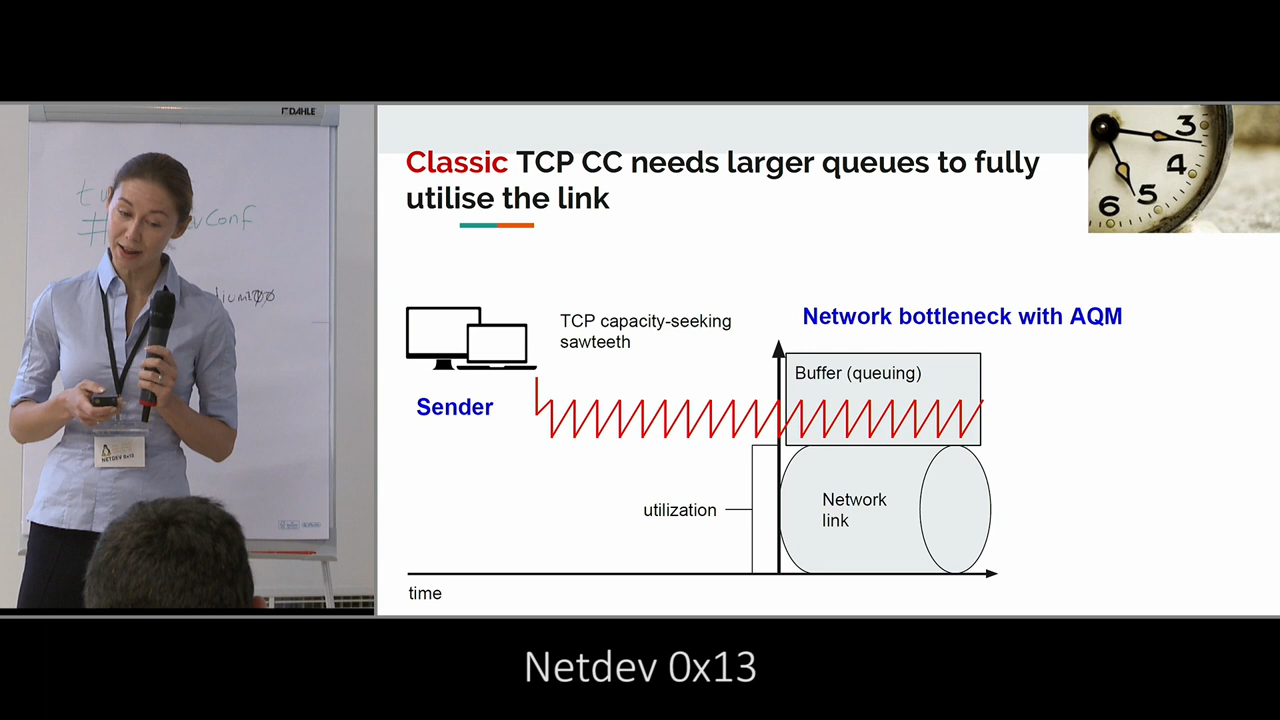 DAHLE
Classic TCP CC needs larger queues to fully
utilise the link
3
4
5
6
vConf
TCP capacity-seeking
sawteeth
Network bottleneck with AQM
Buffer (queuing)
Sender
NETDEV 0x13
utilization
Network
link
time
Netdev 0x13